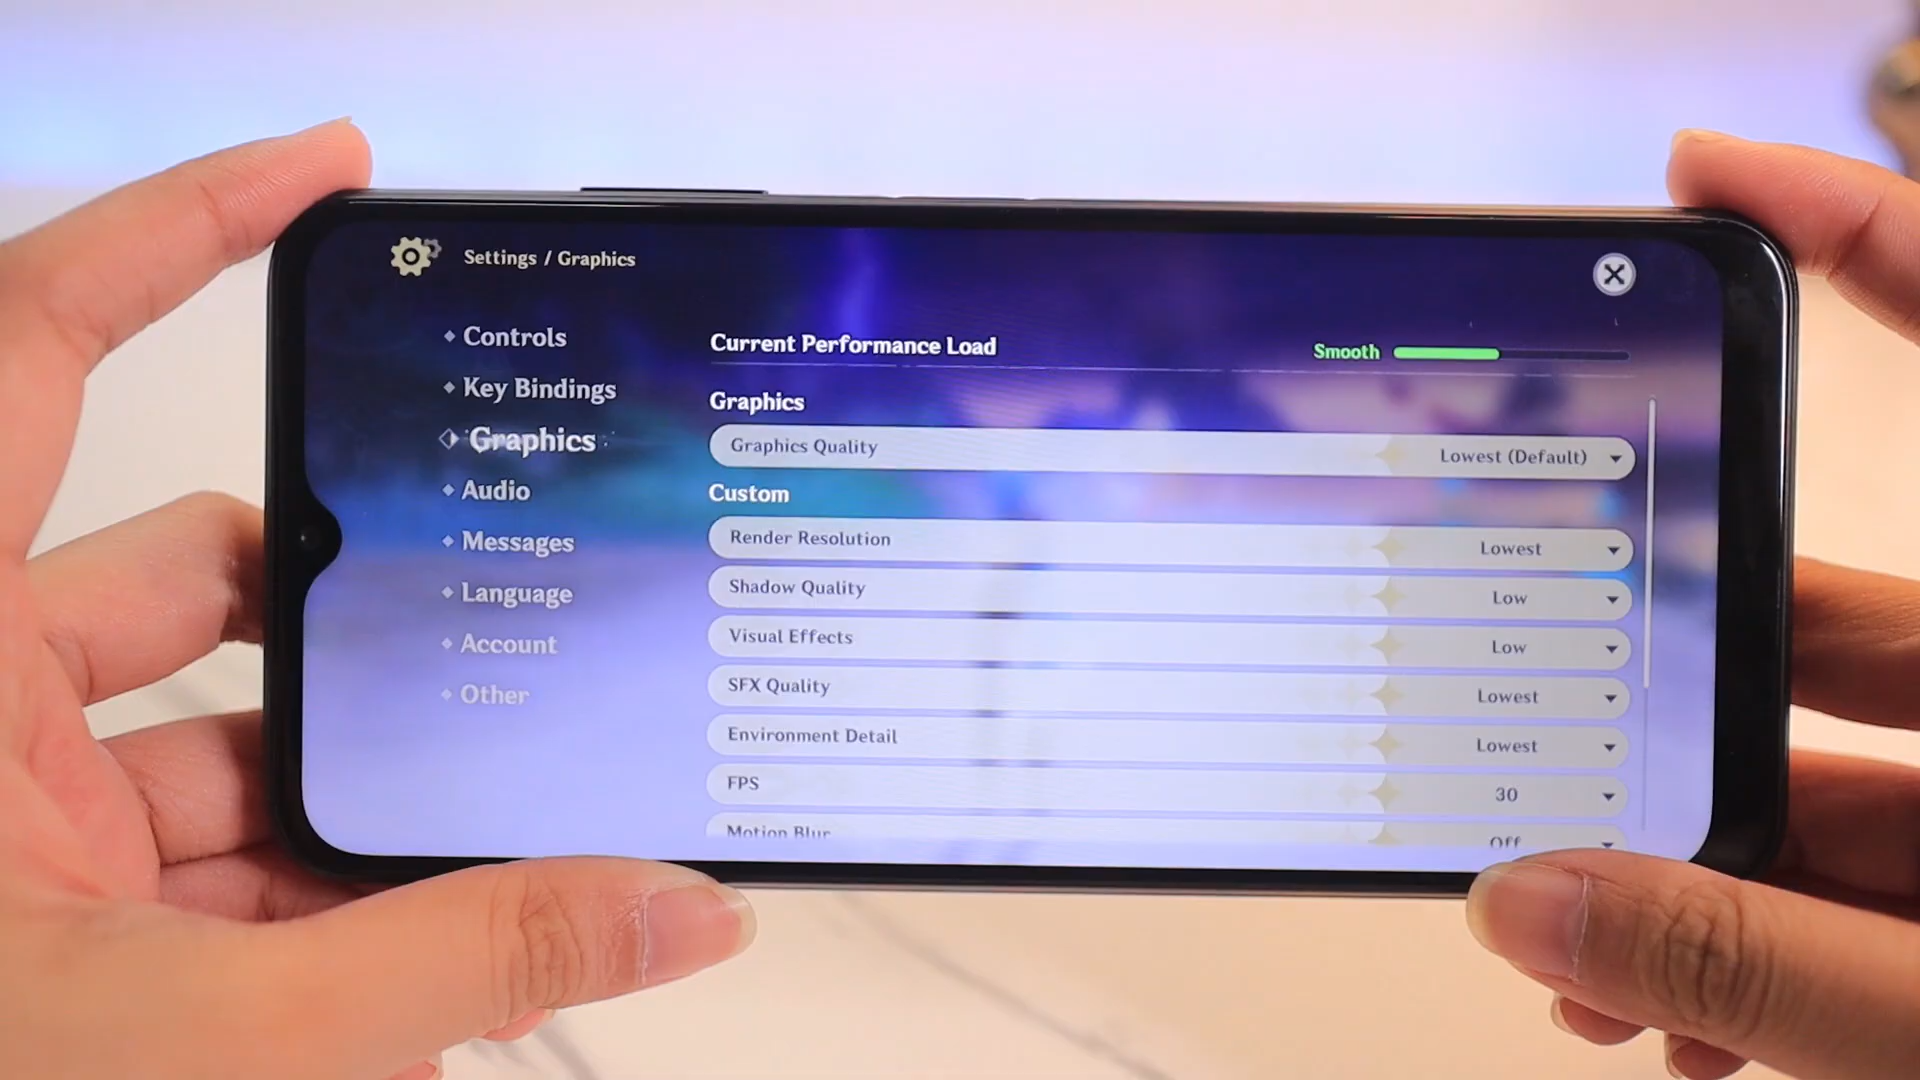 Settings / Graphics
Controls
Key Bindings
Graphics
Audio
Messages
Language
Account
Other
Current Performance Load
Smooth
Graphics
Graphics Quality
Lowest (Default)
Custom
Render Resolution
Lowest
Shadow Quality
Low
Visual Effects
Low
SFX Quality
Lowest
Environment Detail
Lowest
FPS
30
Motion Blur
Off